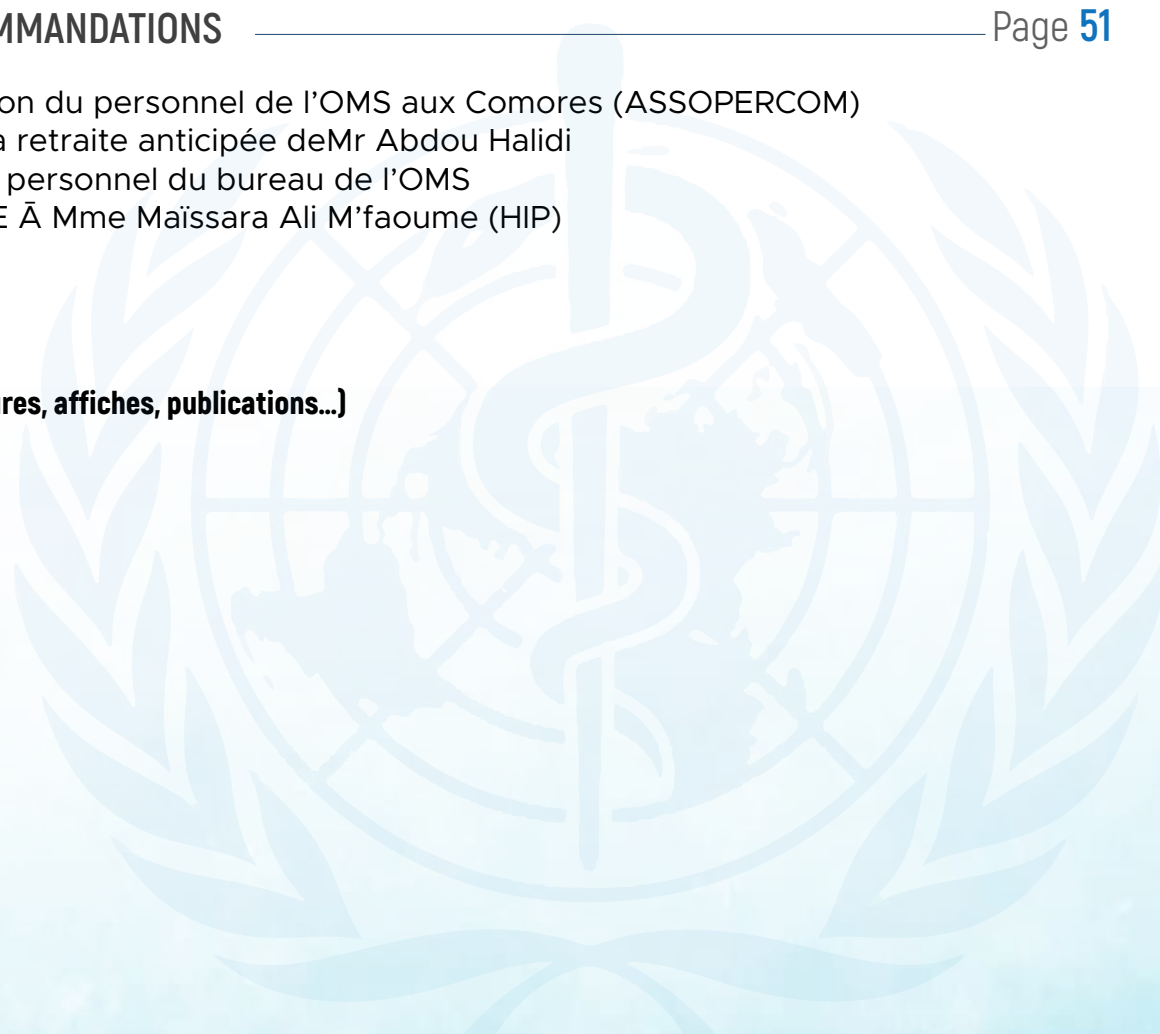 MMANDATIONS Page 51
on du personnel de l’OMS aux Comores (ASSOPERCOM)
a retraite anticipée deMr Abdou Halidi
personnel du bureau de l’OMS
E Ā Mme Maïssara Ali M’faoume (HIP)
res, affiches, publications...)